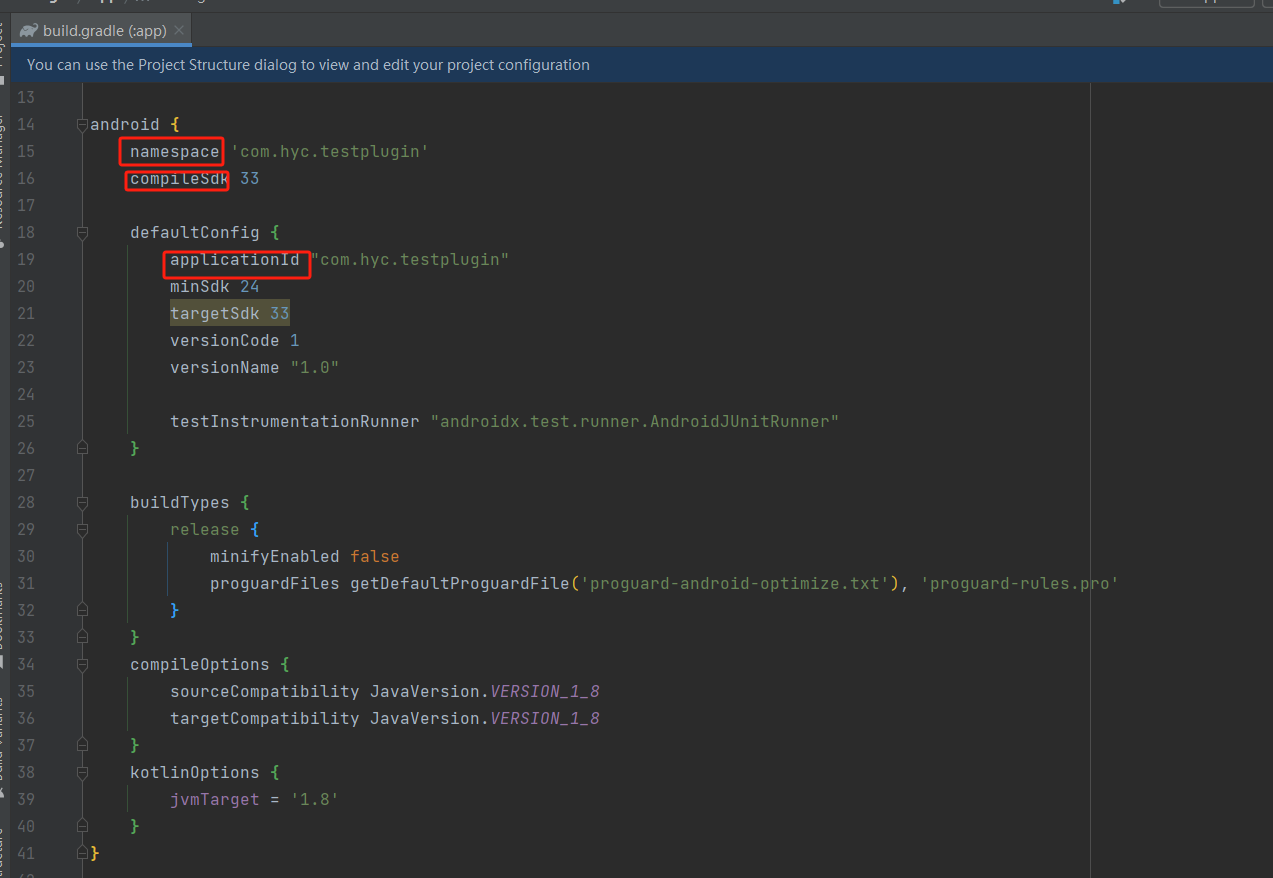 build.gradle (:app)
You can use the Project Structure dialog to view and edit your project configuration
13
14 android {
15 namespace 'com.hyc.testplugin'
16 compileSdk 33
17
18 defaultConfig {
19 applicationId "com.hyc.testplugin"
20 minSdk 24
21 targetSdk 33
22 versionCode 1
23 versionName "1.0"
24
25 testInstrumentationRunner "androidx.test.runner.AndroidJUnitRunner"
26 }
27
28 buildTypes {
29 release {
30 minifyEnabled false
31 proguardFiles getDefaultProguardFile('proguard-android-optimize.txt'), 'proguard-rules.pro'
32 }
33 }
34 compileOptions {
35 sourceCompatibility JavaVersion.VERSION_1_8
36 targetCompatibility JavaVersion.VERSION_1_8
37 }
38 kotlinOptions {
39 jvmTarget = '1.8'
40 }
41 }